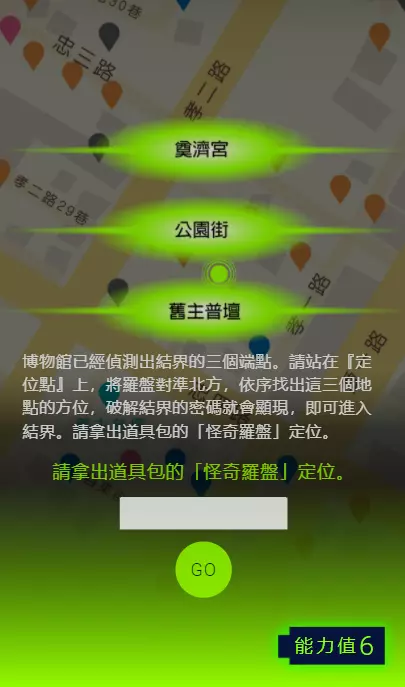 忠三路
孝二路
奠濟宮
孝二路29巷
公園街
舊主普壇
博物館已經偵測出結界的三個端點。請站在『定
位點』上，將羅盤對準北方，依序找出這三個地
點的方位，破解結界的密碼就會顯現，即可進入
結界。請拿出道具包的「怪奇羅盤」定位。
請拿出道具包的「怪奇羅盤」定位。
GO
能力值6